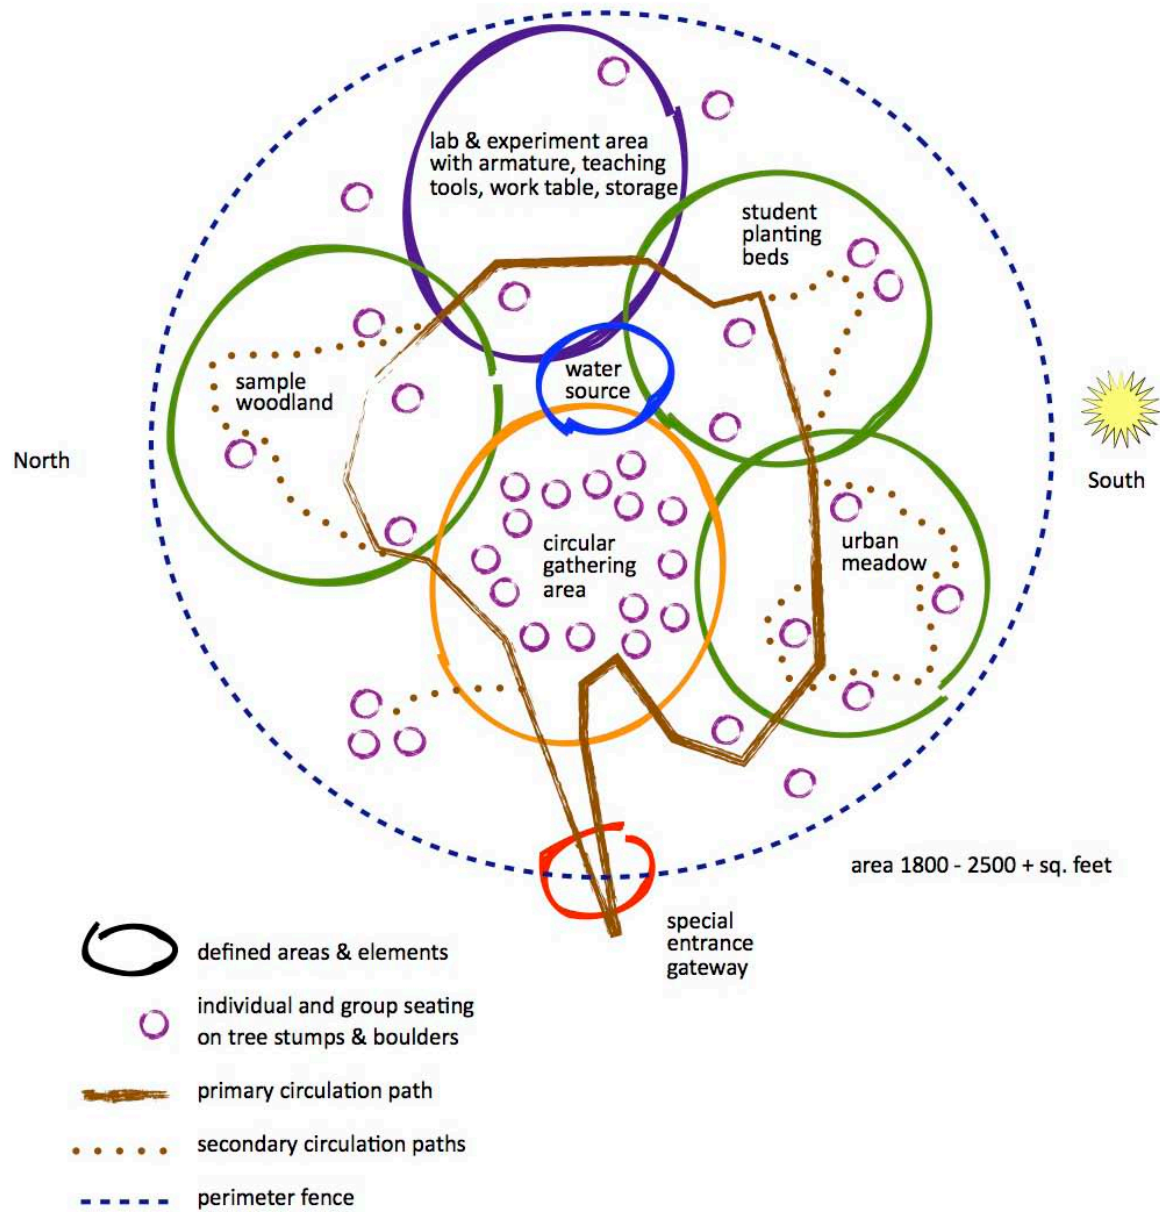 lab & experiment area
with armature, teaching
tools, work table, storage
student
planting
beds
water
source
sample
woodland
North
South
circular
gathering
area
urban
meadow
area 1800 - 2500 + sq. feet
special
entrance
gateway
defined areas & elements
individual and group seating
on tree stumps & boulders
primary circulation path
secondary circulation paths
perimeter fence